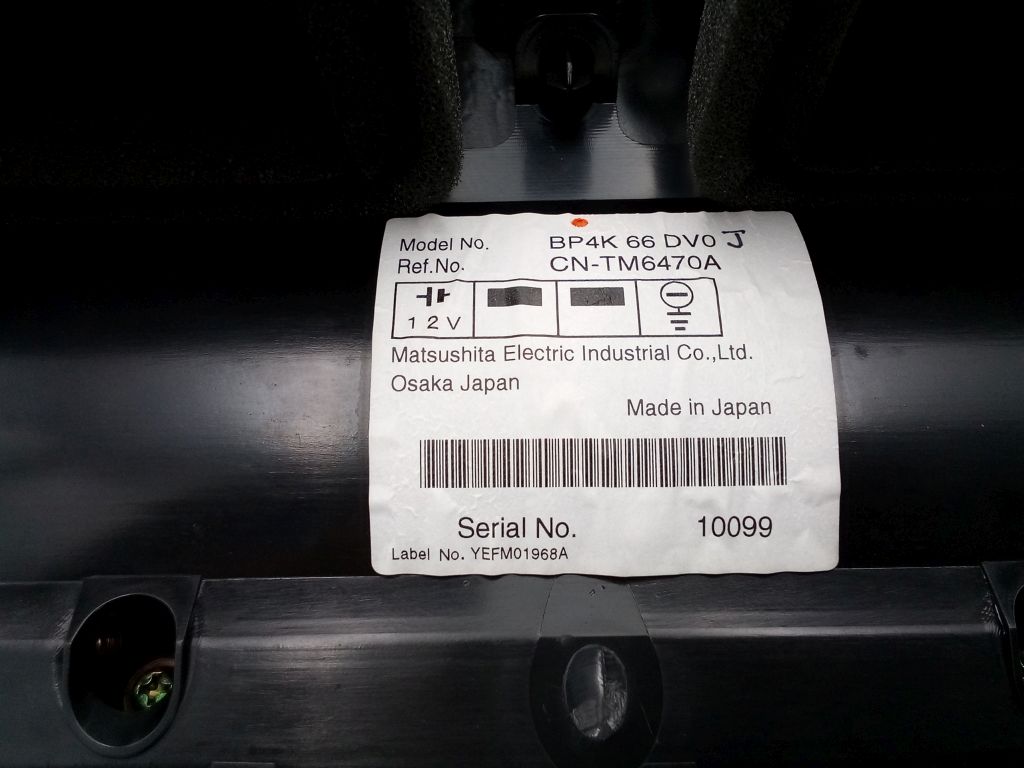 Model No. BP4K 66 DV0 J
Ref.No. CN-TM6470A
12V
Matsushita Electric Industrial Co.,Ltd.
Osaka Japan
Made in Japan
Serial No. 10099
Label No. YEFM01968A